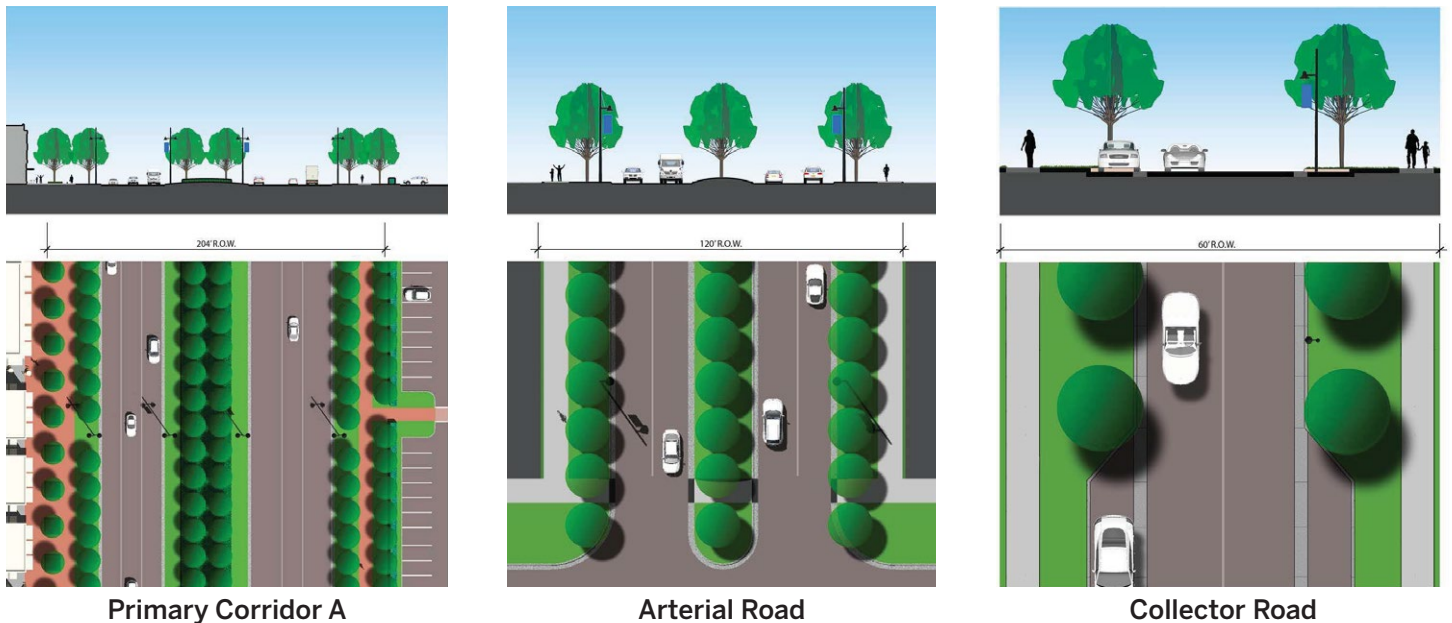 204' R.O.W.
120' R.O.W.
60' R.O.W.
Primary Corridor A
Arterial Road
Collector Road